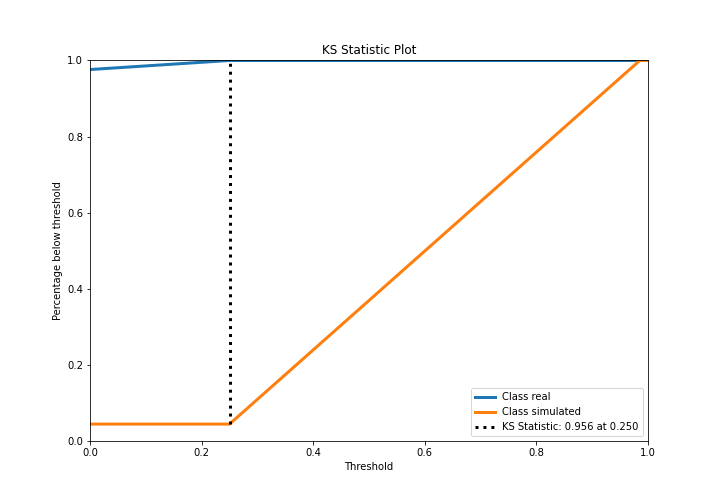 KS Statistic Plot
1.0
0.8
0.6
0.4
0.2
0.0
Percentage below threshold
0.0 0.2 0.4 0.6 0.8 1.0
Threshold
Class real
Class simulated
KS Statistic: 0.956 at 0.250